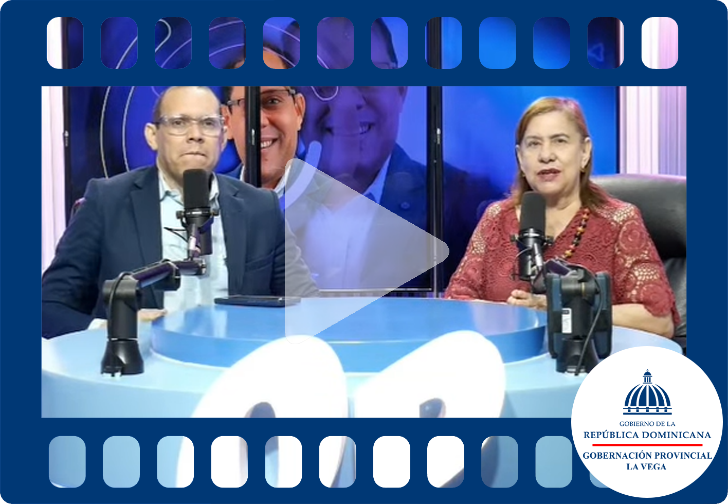 GOBIERNO DE LA
REPÚBLICA DOMINICANA
GOBERNACIÓN PROVINCIAL
LA VEGA